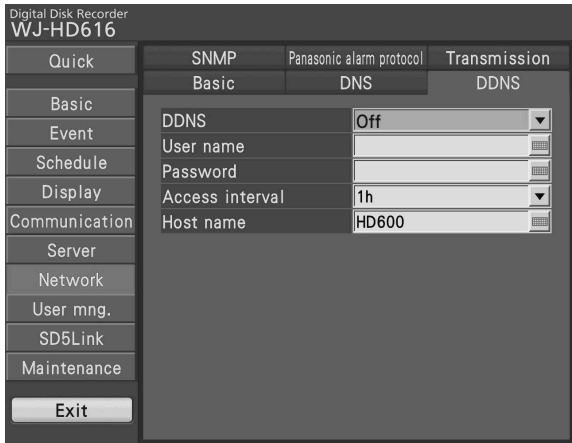 Digital Disk Recorder
WJ-HD616
Quick
Basic
Event
Schedule
Display
Communication
Server
Network
User mng.
SD5Link
Maintenance
Exit
SNMP Panasonic alarm protocol Transmission
Basic DNS DDNS
DDNS Off
User name
Password
Access interval 1h
Host name HD600